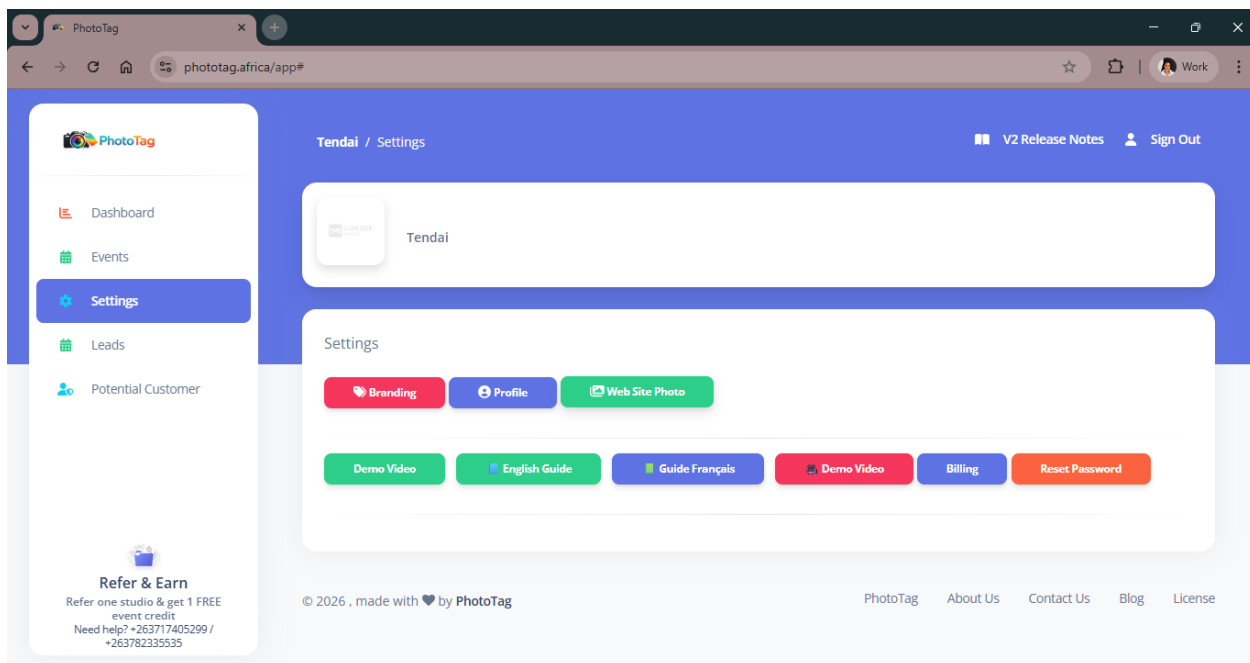 PhotoTag
phototag.africa/app#
Work
PhotoTag
Tendai / Settings
V2 Release Notes
Sign Out
Dashboard
Events
Settings
Leads
Potential Customer
Tendai
Settings
Branding
Profile
Web Site Photo
Demo Video
English Guide
Guide Français
Demo Video
Billing
Reset Password
Refer & Earn
Refer one studio & get 1 FREE
event credit
Need help? +263717405299 /
+263782335535
© 2026 , made with ♥ by PhotoTag
PhotoTag
About Us
Contact Us
Blog
License